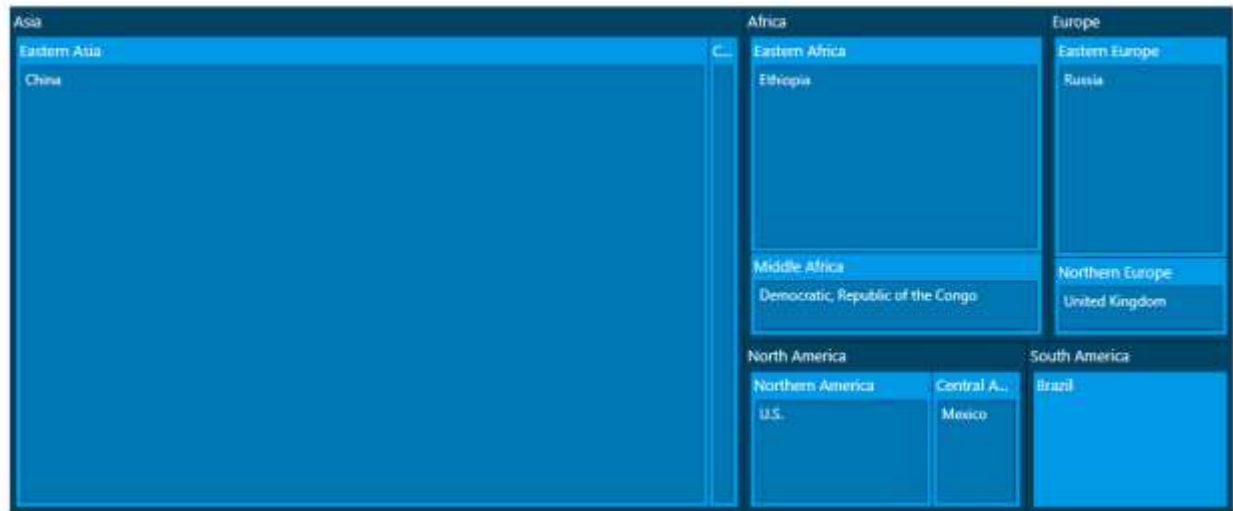 Asia
Eastern Asia
C...
China
Africa
Eastern Africa
Ethiopia
Middle Africa
Democratic, Republic of the Congo
Europe
Eastern Europe
Russia
Northern Europe
United Kingdom
North America
Northern America
U.S.
Central A...
Mexico
South America
Brazil